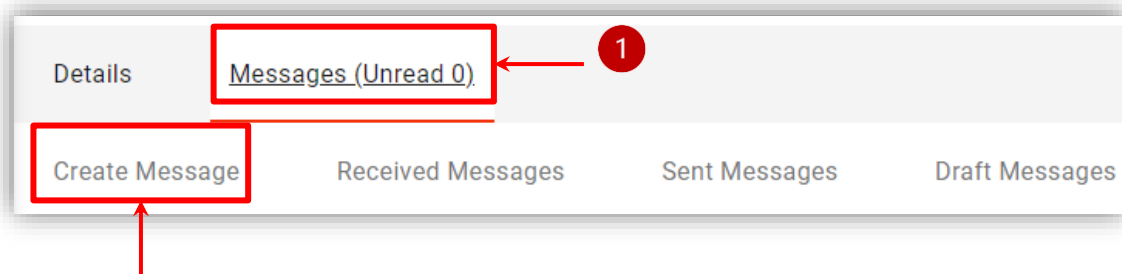 Details Messages (Unread 0) 1
Create Message Received Messages Sent Messages Draft Messages